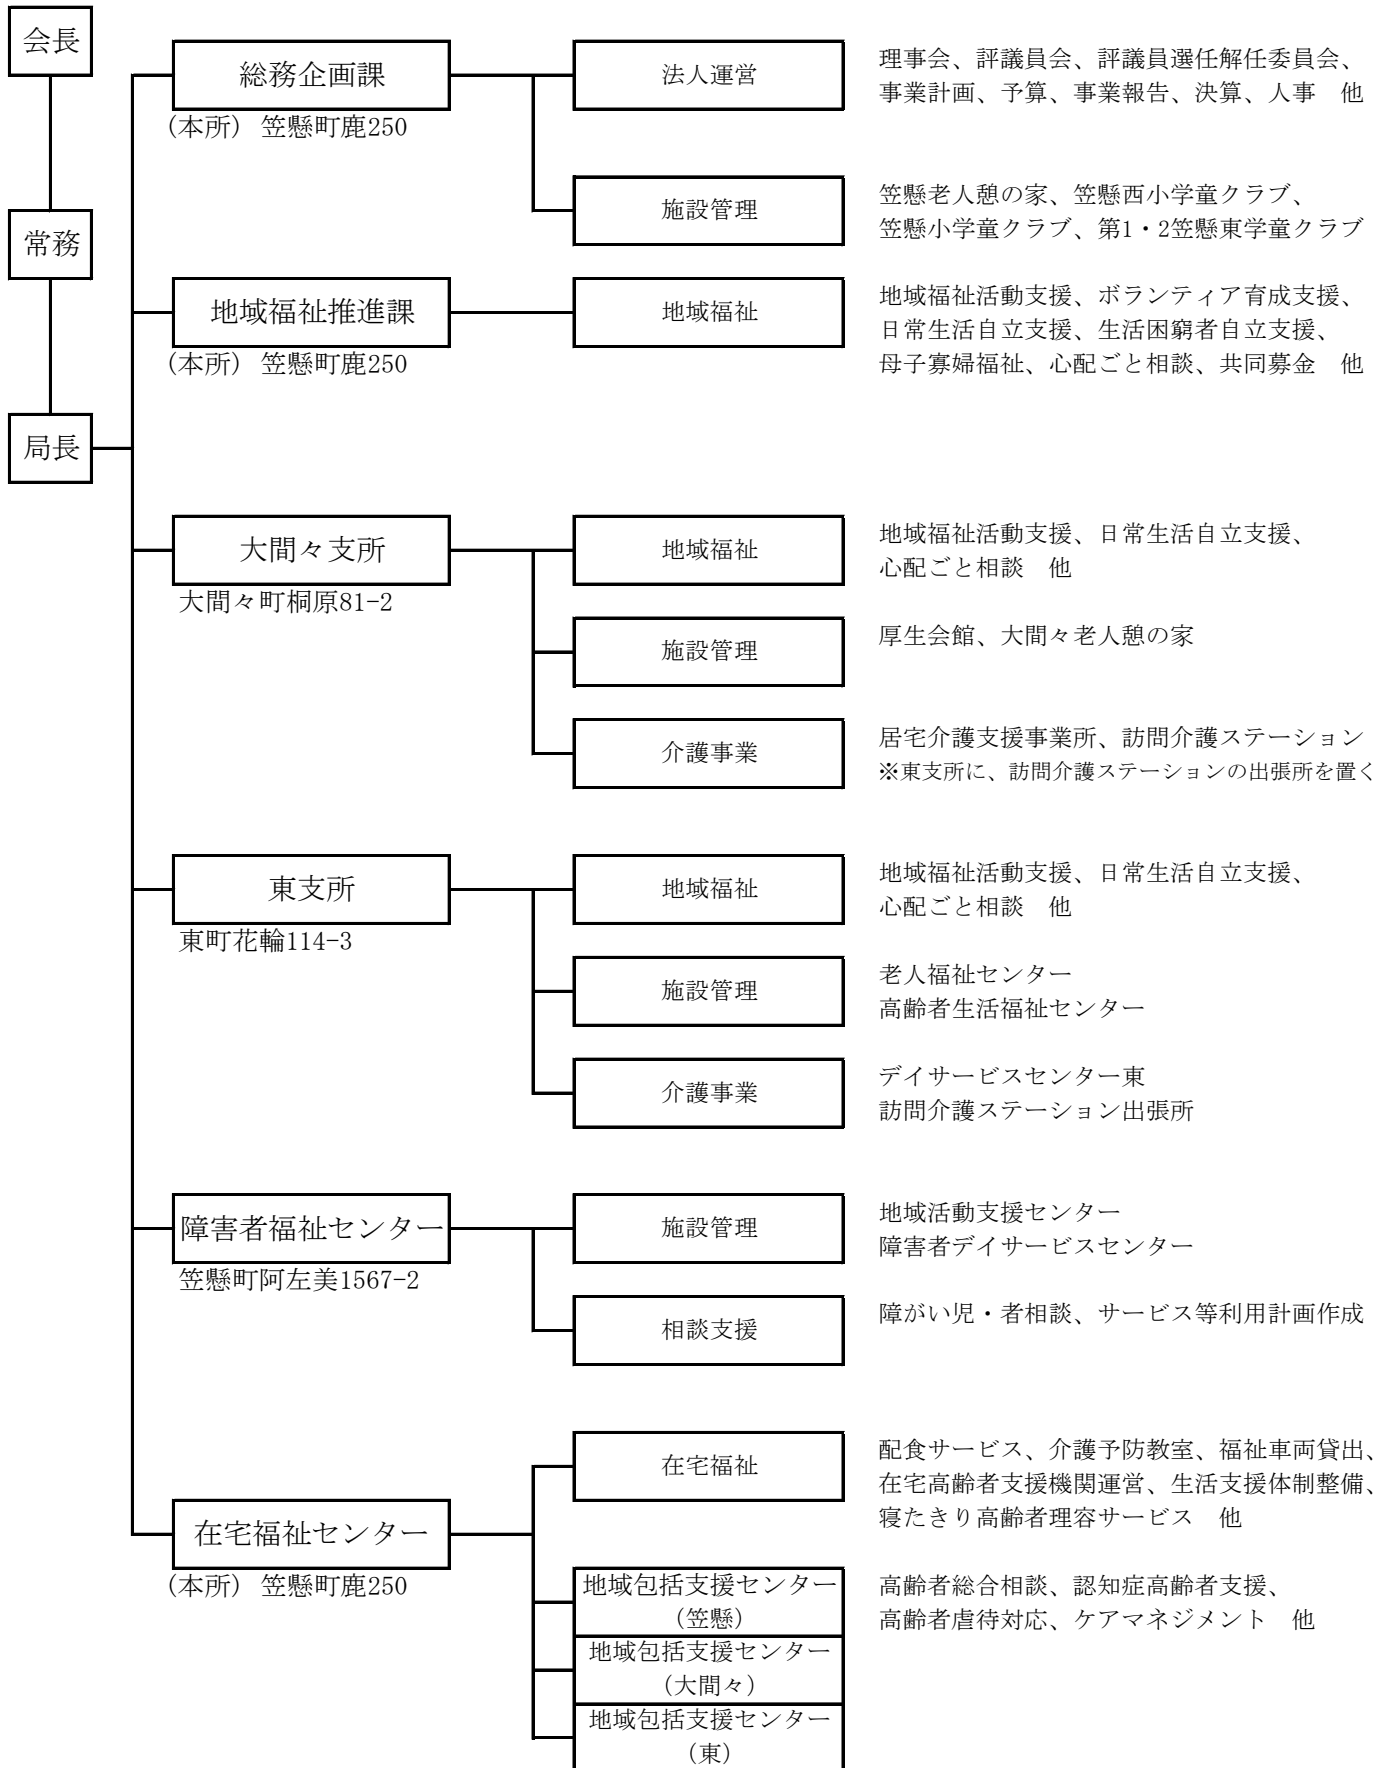 会長
常務
局長
総務企画課
(本所) 笠懸町鹿250
法人運営
理事会、評議員会、評議員選任解任委員会、
事業計画、予算、事業報告、決算、人事　他
施設管理
笠懸老人憩の家、笠懸西小学童クラブ、
笠懸小学童クラブ、第1・2笠懸東学童クラブ
地域福祉推進課
(本所) 笠懸町鹿250
地域福祉
地域福祉活動支援、ボランティア育成支援、
日常生活自立支援、生活困窮者自立支援、
母子寡婦福祉、心配ごと相談、共同募金　他
大間々支所
大間々町桐原81-2
地域福祉
地域福祉活動支援、日常生活自立支援、
心配ごと相談　他
施設管理
厚生会館、大間々老人憩の家
介護事業
居宅介護支援事業所、訪問介護ステーション
※東支所に、訪問介護ステーションの出張所を置く
東支所
東町花輪114-3
地域福祉
地域福祉活動支援、日常生活自立支援、
心配ごと相談　他
施設管理
老人福祉センター
高齢者生活福祉センター
介護事業
デイサービスセンター東
訪問介護ステーション出張所
障害者福祉センター
笠懸町阿左美1567-2
施設管理
地域活動支援センター
障害者デイサービスセンター
相談支援
障がい児・者相談、サービス等利用計画作成
在宅福祉センター
(本所) 笠懸町鹿250
在宅福祉
配食サービス、介護予防教室、福祉車両貸出、
在宅高齢者支援機関運営、生活支援体制整備、
寝たきり高齢者理容サービス　他
地域包括支援センター
（笠懸）
高齢者総合相談、認知症高齢者支援、
高齢者虐待対応、ケアマネジメント　他
地域包括支援センター
（大間々）
地域包括支援センター
（東）